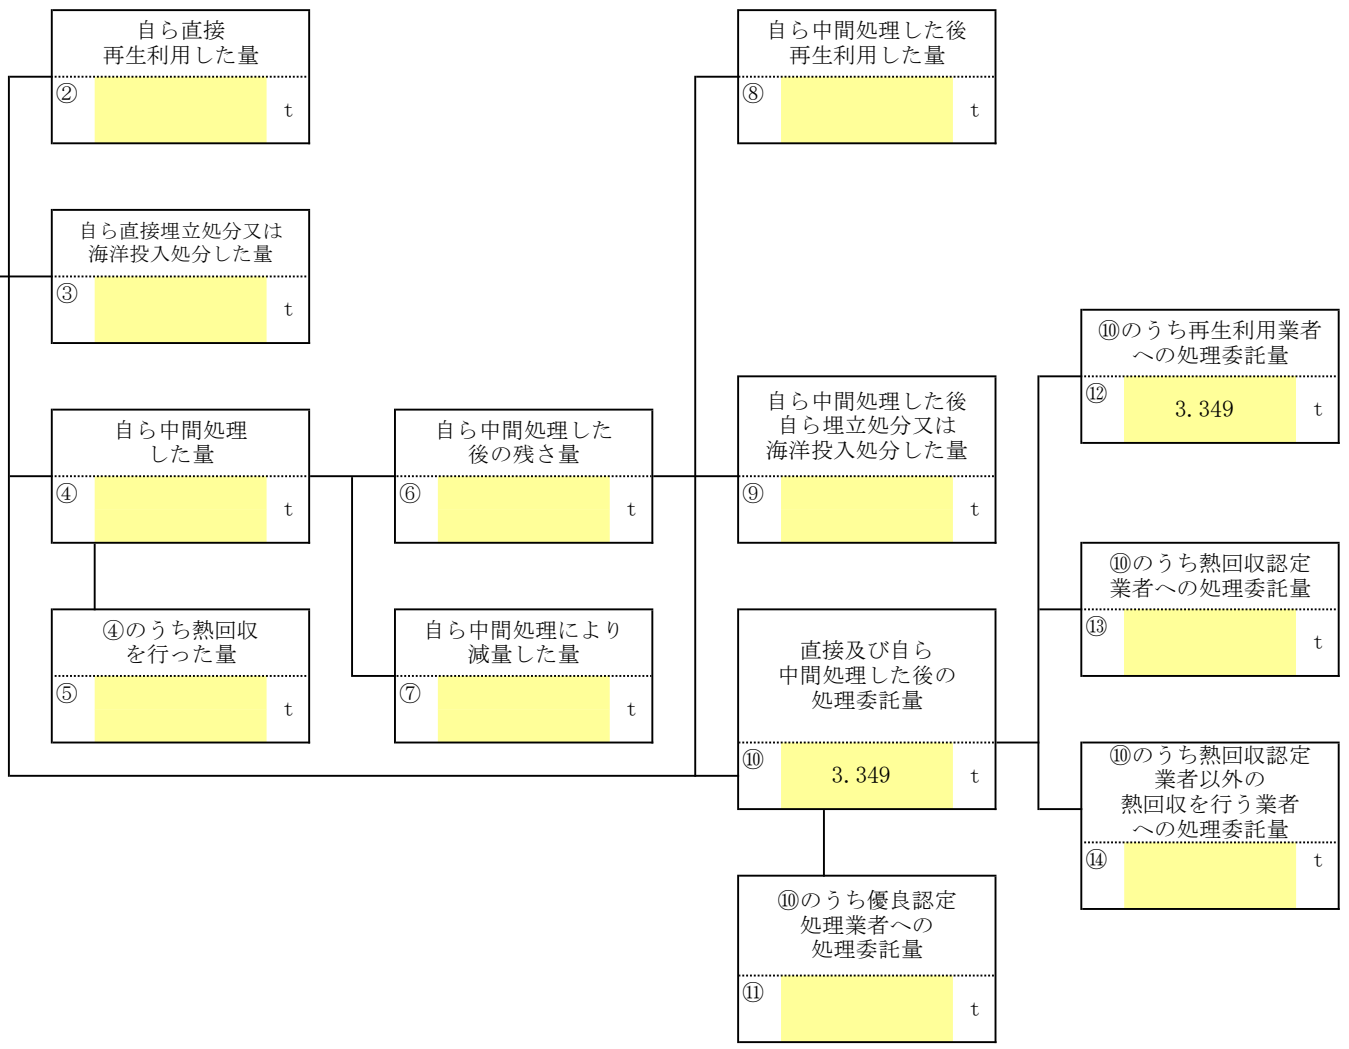 自ら直接
再生利用した量
②
t
自ら中間処理した後
再生利用した量
⑧
t
自ら直接埋立処分又は
海洋投入処分した量
③
t
⑩のうち再生利用業者
への処理委託量
⑫
3.349
t
自ら中間処理
した量
④
t
自ら中間処理した
後の残さ量
⑥
t
自ら中間処理した後
自ら埋立処分又は
海洋投入処分した量
⑨
t
⑩のうち熱回収認定
業者への処理委託量
⑬
t
④のうち熱回収
を行った量
⑤
t
自ら中間処理により
減量した量
⑦
t
直接及び自ら
中間処理した後の
処理委託量
⑩
3.349
t
⑩のうち熱回収認定
業者以外の
熱回収を行う業者
への処理委託量
⑭
t
⑩のうち優良認定
処理業者への
処理委託量
⑪
t